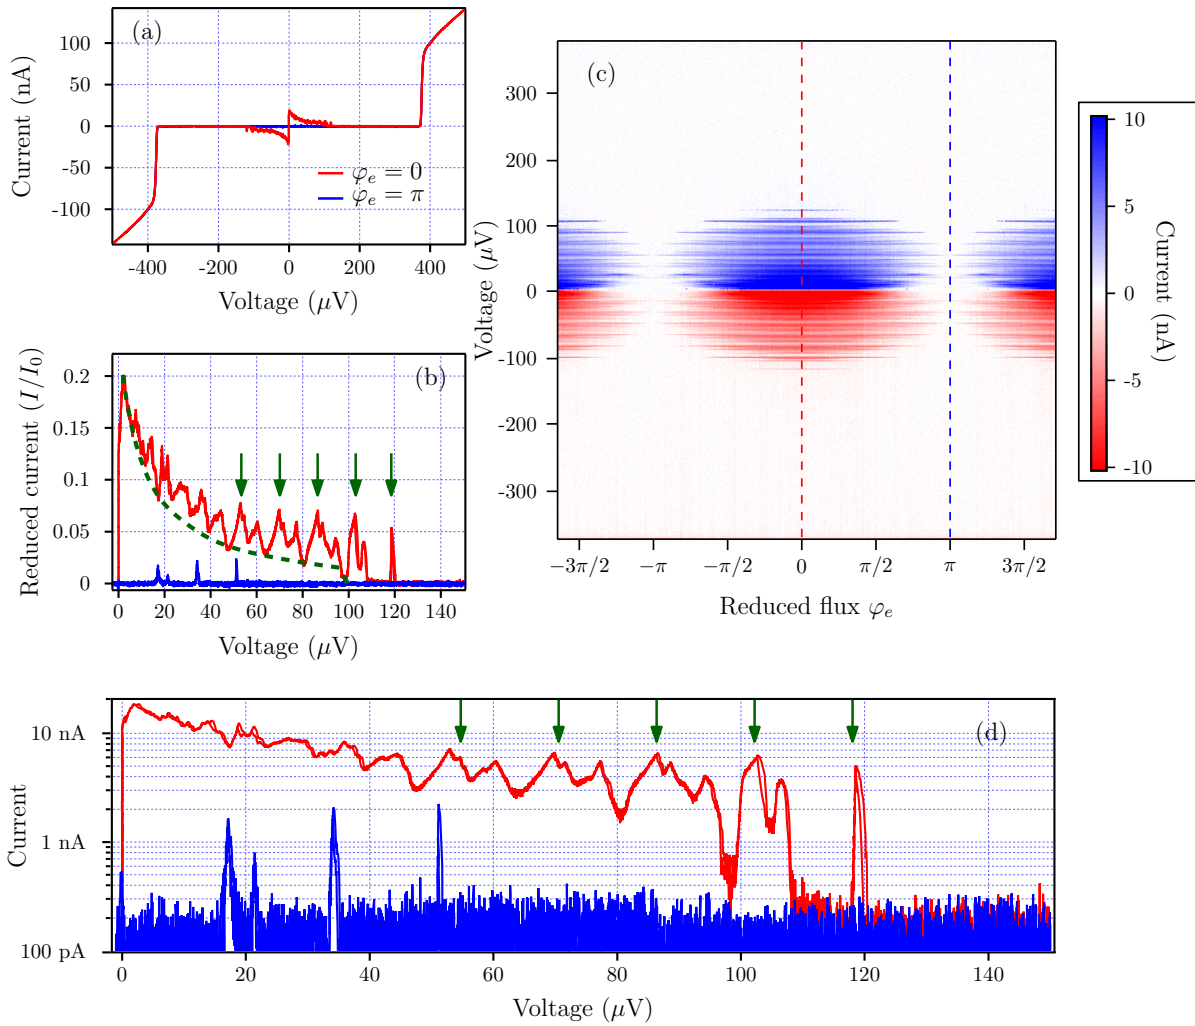 (a)
Current (nA)
100
50
0
-50
-100
φe = 0
φe = π
-400
-200
0
200
400
Voltage (μV)
(b)
Reduced current (I/I0)
0.2
0.15
0.1
0.05
0
0
20
40
60
80
100
120
140
Voltage (μV)
(c)
Voltage (μV)
300
200
100
0
-100
-200
-300
−3π/2
−π
−π/2
0
π/2
π
3π/2
Reduced flux φe
10
5
0
-5
-10
Current (nA)
(d)
Current
10 nA
1 nA
100 pA
0
20
40
60
80
100
120
140
Voltage (μV)